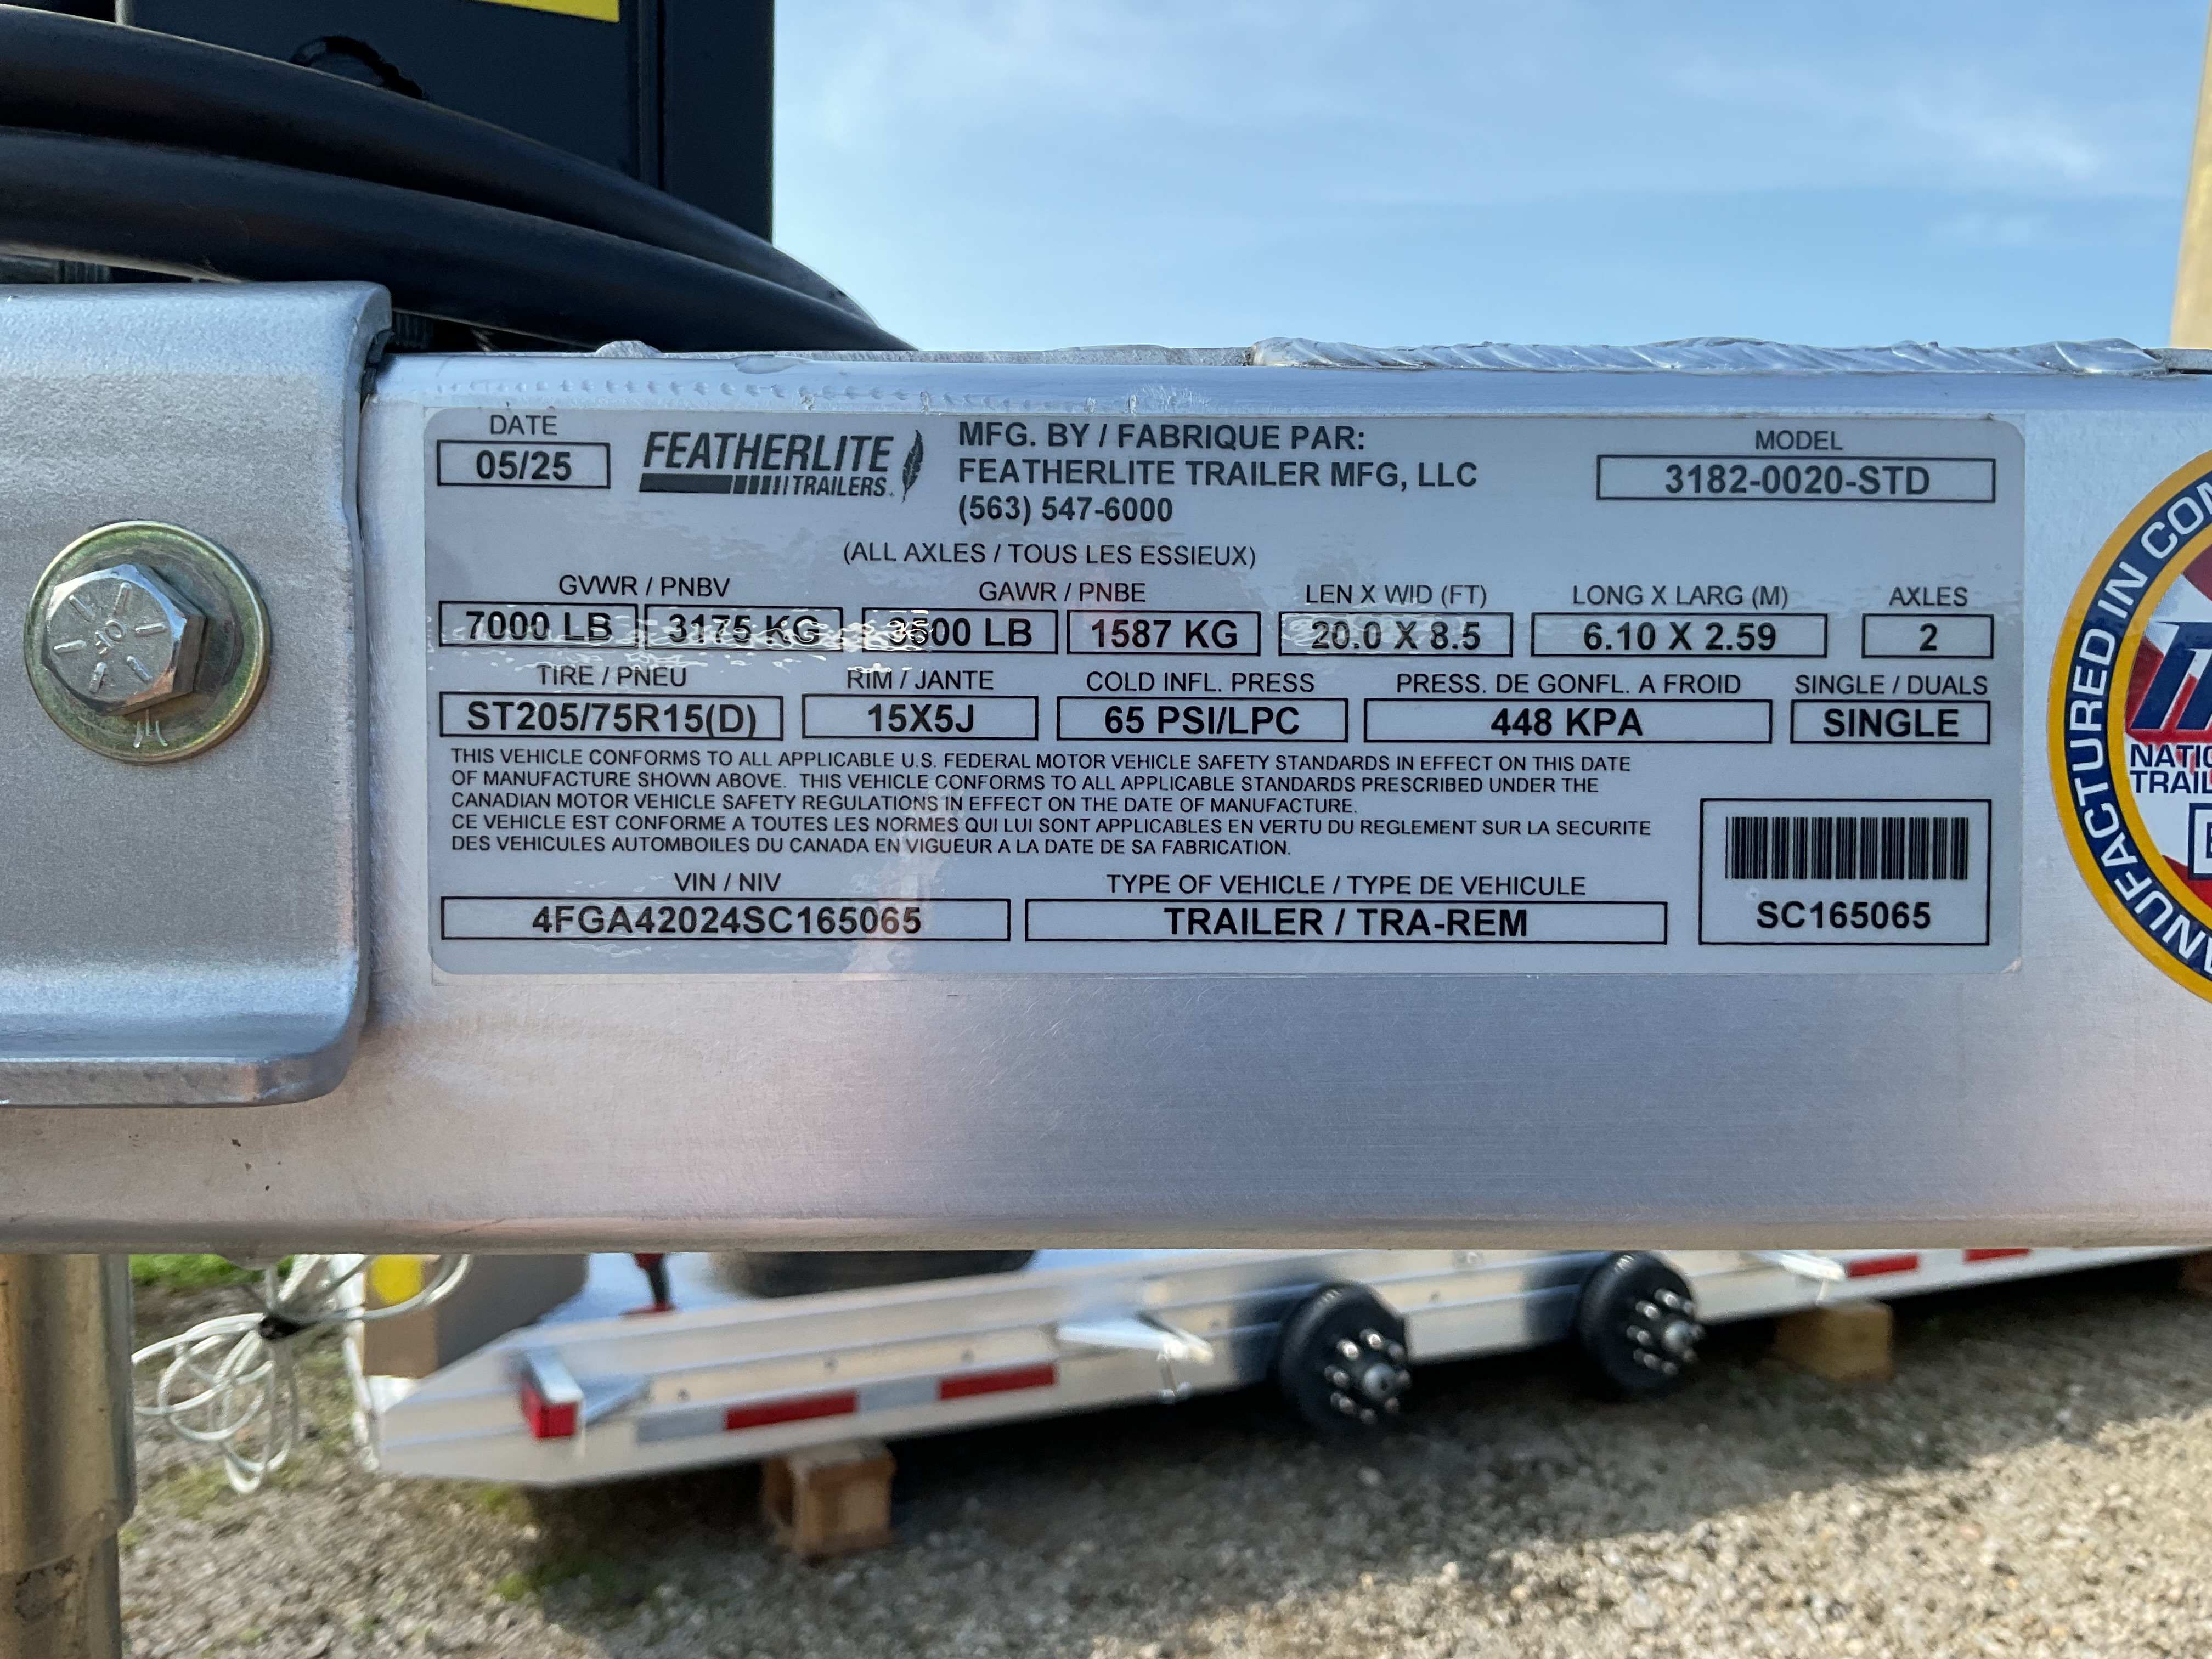 DATE
05/25
FEATHERLITE
TRAILERS.
MFG. BY / FABRIQUE PAR:
FEATHERLITE TRAILER MFG, LLC
(563) 547-6000
MODEL
3182-0020-STD
(ALL AXLES / TOUS LES ESSIEUX)
GVWR / PNBV GAWR / PNBE LEN X WID (FT) LONG X LARG (M) AXLES
7000 LB 3175 KG 3500 LB 1587 KG 20.0 X 8.5 6.10 X 2.59 2
TIRE / PNEU RIM / JANTE COLD INFL. PRESS PRESS. DE GONFL. A FROID SINGLE / DUALS
ST205/75R15(D) 15X5J 65 PSI/LPC 448 KPA SINGLE
THIS VEHICLE CONFORMS TO ALL APPLICABLE U.S. FEDERAL MOTOR VEHICLE SAFETY STANDARDS IN EFFECT ON THIS DATE
OF MANUFACTURE SHOWN ABOVE. THIS VEHICLE CONFORMS TO ALL APPLICABLE STANDARDS PRESCRIBED UNDER THE
CANADIAN MOTOR VEHICLE SAFETY REGULATIONS IN EFFECT ON THE DATE OF MANUFACTURE.
CE VEHICLE EST CONFORME A TOUTES LES NORMES QUI LUI SONT APPLICABLES EN VERTU DU REGLEMENT SUR LA SECURITE
DES VEHICULES AUTOMBOILES DU CANADA EN VIGUEUR A LA DATE DE SA FABRICATION.
VIN / NIV TYPE OF VEHICLE / TYPE DE VEHICULE
4FGA42024SC165065 TRAILER / TRA-REM
SC165065
MANUFACTURED IN